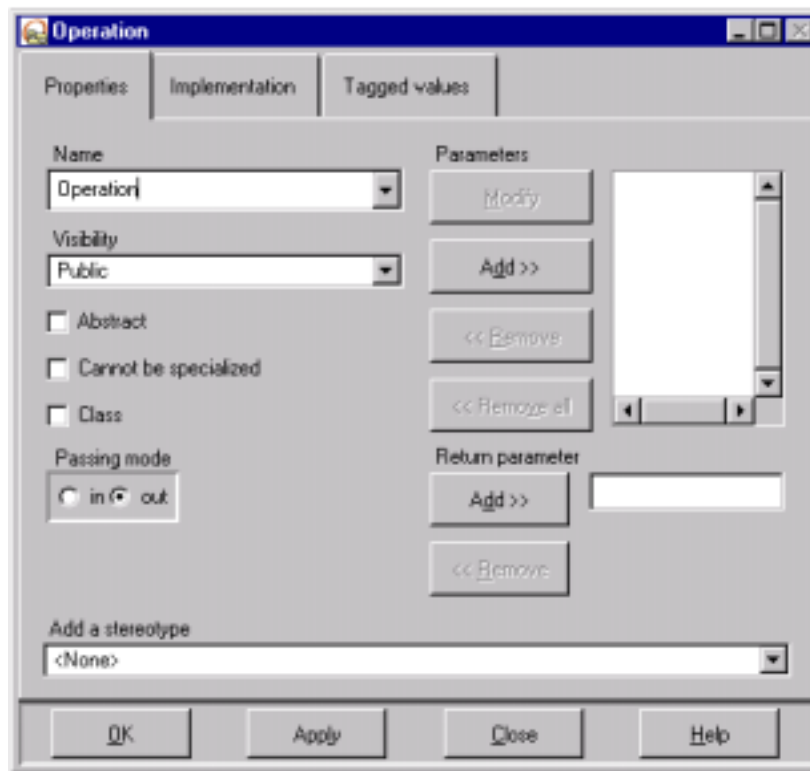 Operation
Properties
Implementation
Tagged values
Name
Operation
Visibility
Public
Abstract
Cannot be specialized
Class
Passing mode
in out
Parameters
Modify
Add >>
<< Remove
<< Remove all
Return parameter
Add >>
<< Remove
Add a stereotype
<None>
OK
Apply
Close
Help